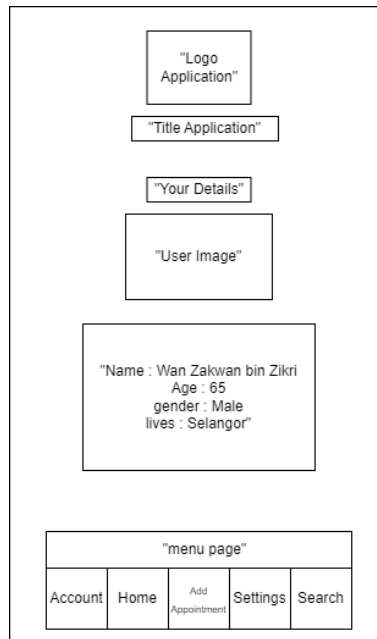 "Logo
Application"
"Title Application"
"Your Details"
"User Image"
"Name : Wan Zakwan bin Zikri
Age : 65
gender : Male
lives : Selangor"
"menu page"
Account
Home
Add
Appointment
Settings
Search